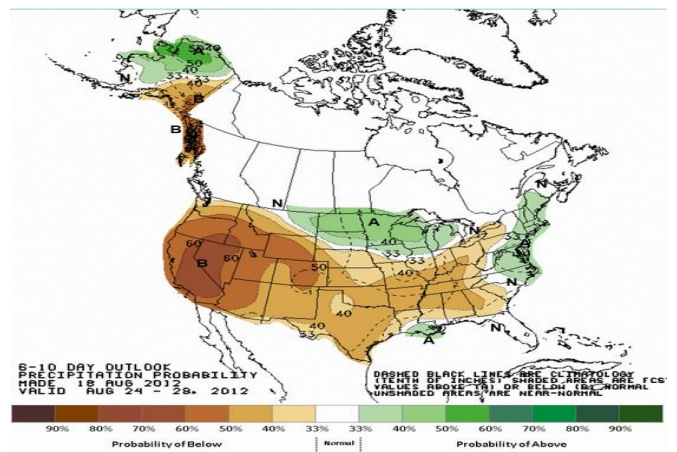 A
40
50
40
N
33
33
40
B
B
N
N
A
N
40
33
33
A
60
B
60
50
40
N
40
40
33
A
N
6-10 DAY OUTLOOK
PRECIPITATION PROBABILITY
MADE 18 AUG 2012
VALID AUG 24 - 28, 2012
DASHED BLACK LINES ARE CLIMATOLOGY
(TENTH OF INCHES) SHADED AREAS ARE FCST
VALUES ABOVE (A) OR BELOW (B) NORMAL
UNSHADED AREAS ARE NEAR-NORMAL
90% 80% 70% 60% 50% 40% 33% 33% 40% 50% 60% 70% 80% 90%
Probability of Below Normal Probability of Above